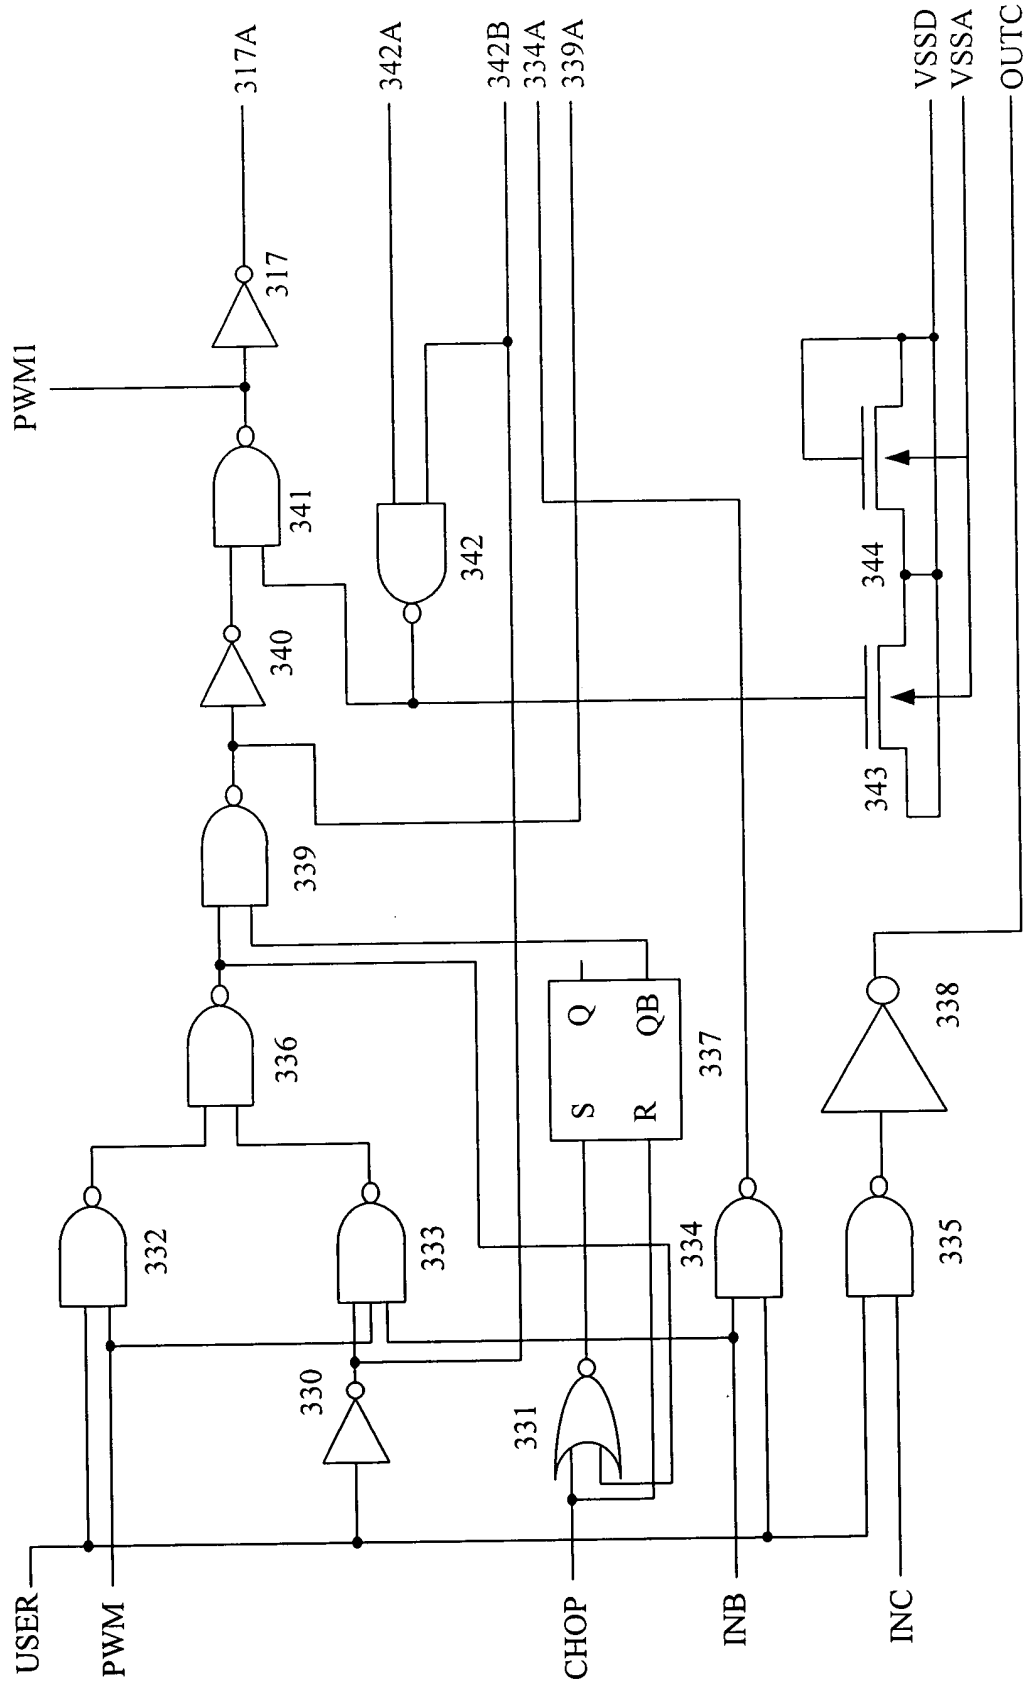 USER
PWM
CHOP
INB
INC
330
331
332
333
334
335
336
337
S
R
Q
QB
338
339
340
341
342
343
344
317
PWM1
317A
342A
342B
334A
339A
VSSD
VSSA
OUTC